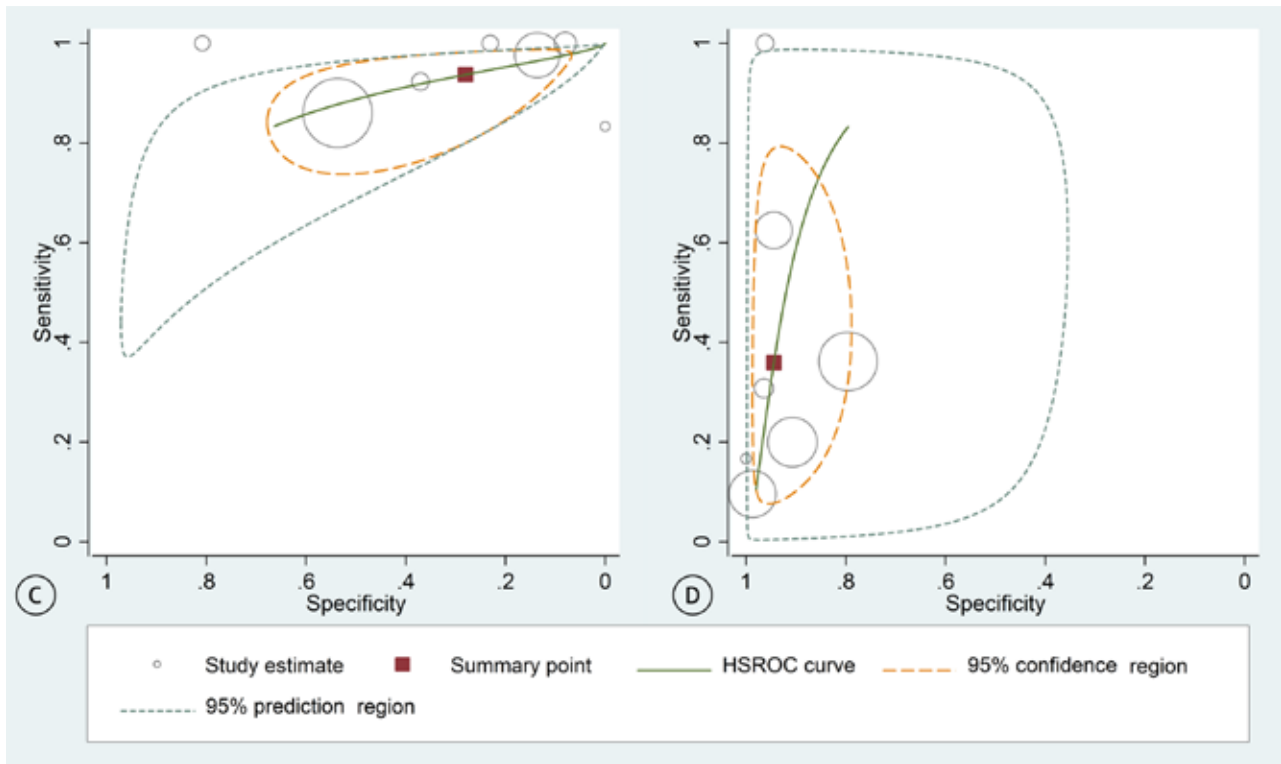 1
.8
.6
.4
.2
0
Sensitivity
1 .8 .6 .4 .2 0
Specificity
C
1
.8
.6
.4
.2
0
Sensitivity
1 .8 .6 .4 .2 0
Specificity
D
Study estimate Summary point HSROC curve 95% confidence region
95% prediction region